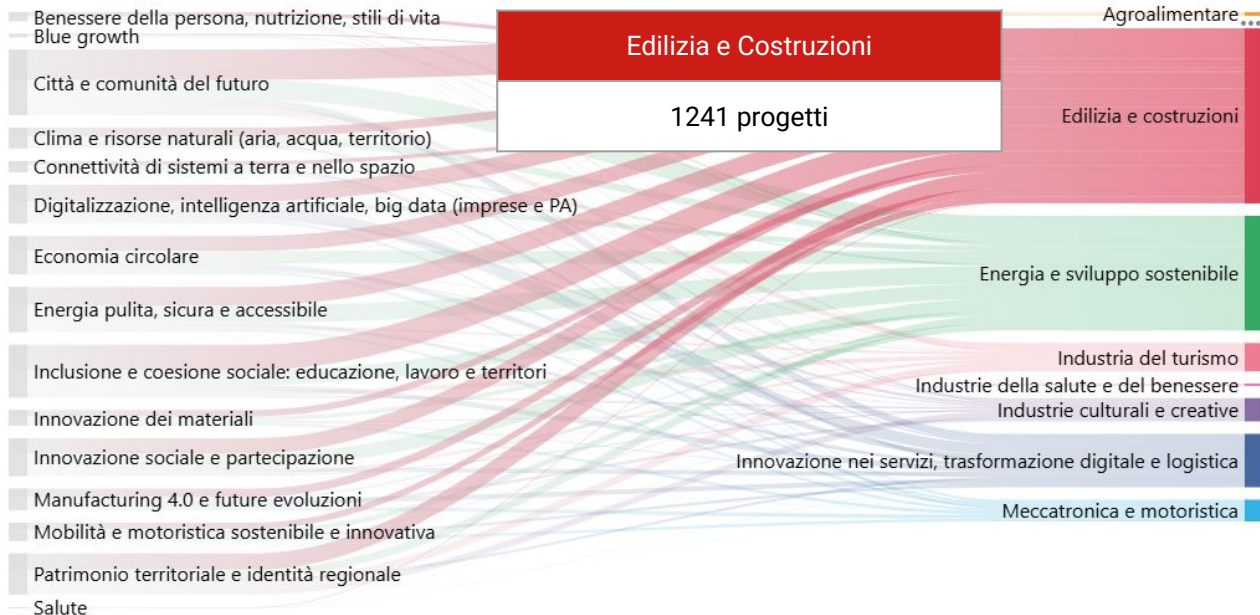 Benessere della persona, nutrizione, stili di vita
Blue growth
Città e comunità del futuro
Clima e risorse naturali (aria, acqua, territorio)
Connettività di sistemi a terra e nello spazio
Digitalizzazione, intelligenza artificiale, big data (imprese e PA)
Economia circolare
Energia pulita, sicura e accessibile
Inclusione e coesione sociale: educazione, lavoro e territori
Innovazione dei materiali
Innovazione sociale e partecipazione
Manufacturing 4.0 e future evoluzioni
Mobilità e motoristica sostenibile e innovativa
Patrimonio territoriale e identità regionale
Salute
Edilizia e Costruzioni
1241 progetti
Agroalimentare
Edilizia e costruzioni
Energia e sviluppo sostenibile
Industria del turismo
Industrie della salute e del benessere
Industrie culturali e creative
Innovazione nei servizi, trasformazione digitale e logistica
Meccatronica e motoristica